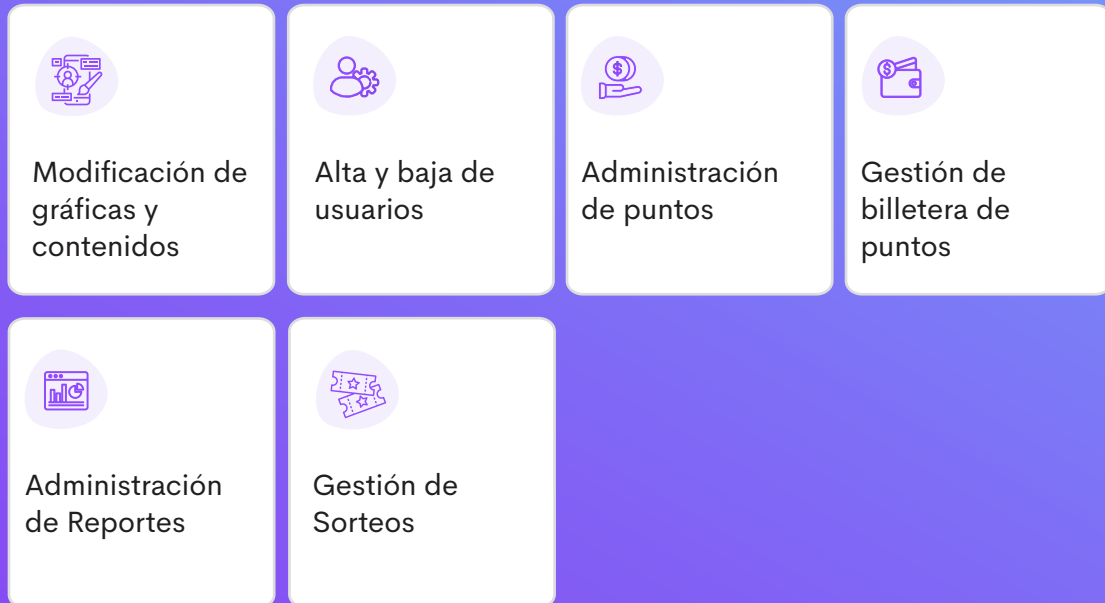 Modificación de
gráficas y
contenidos
Alta y baja de
usuarios
Administración
de puntos
Gestión de
billetera de
puntos
Administración
de Reportes
Gestión de
Sorteos